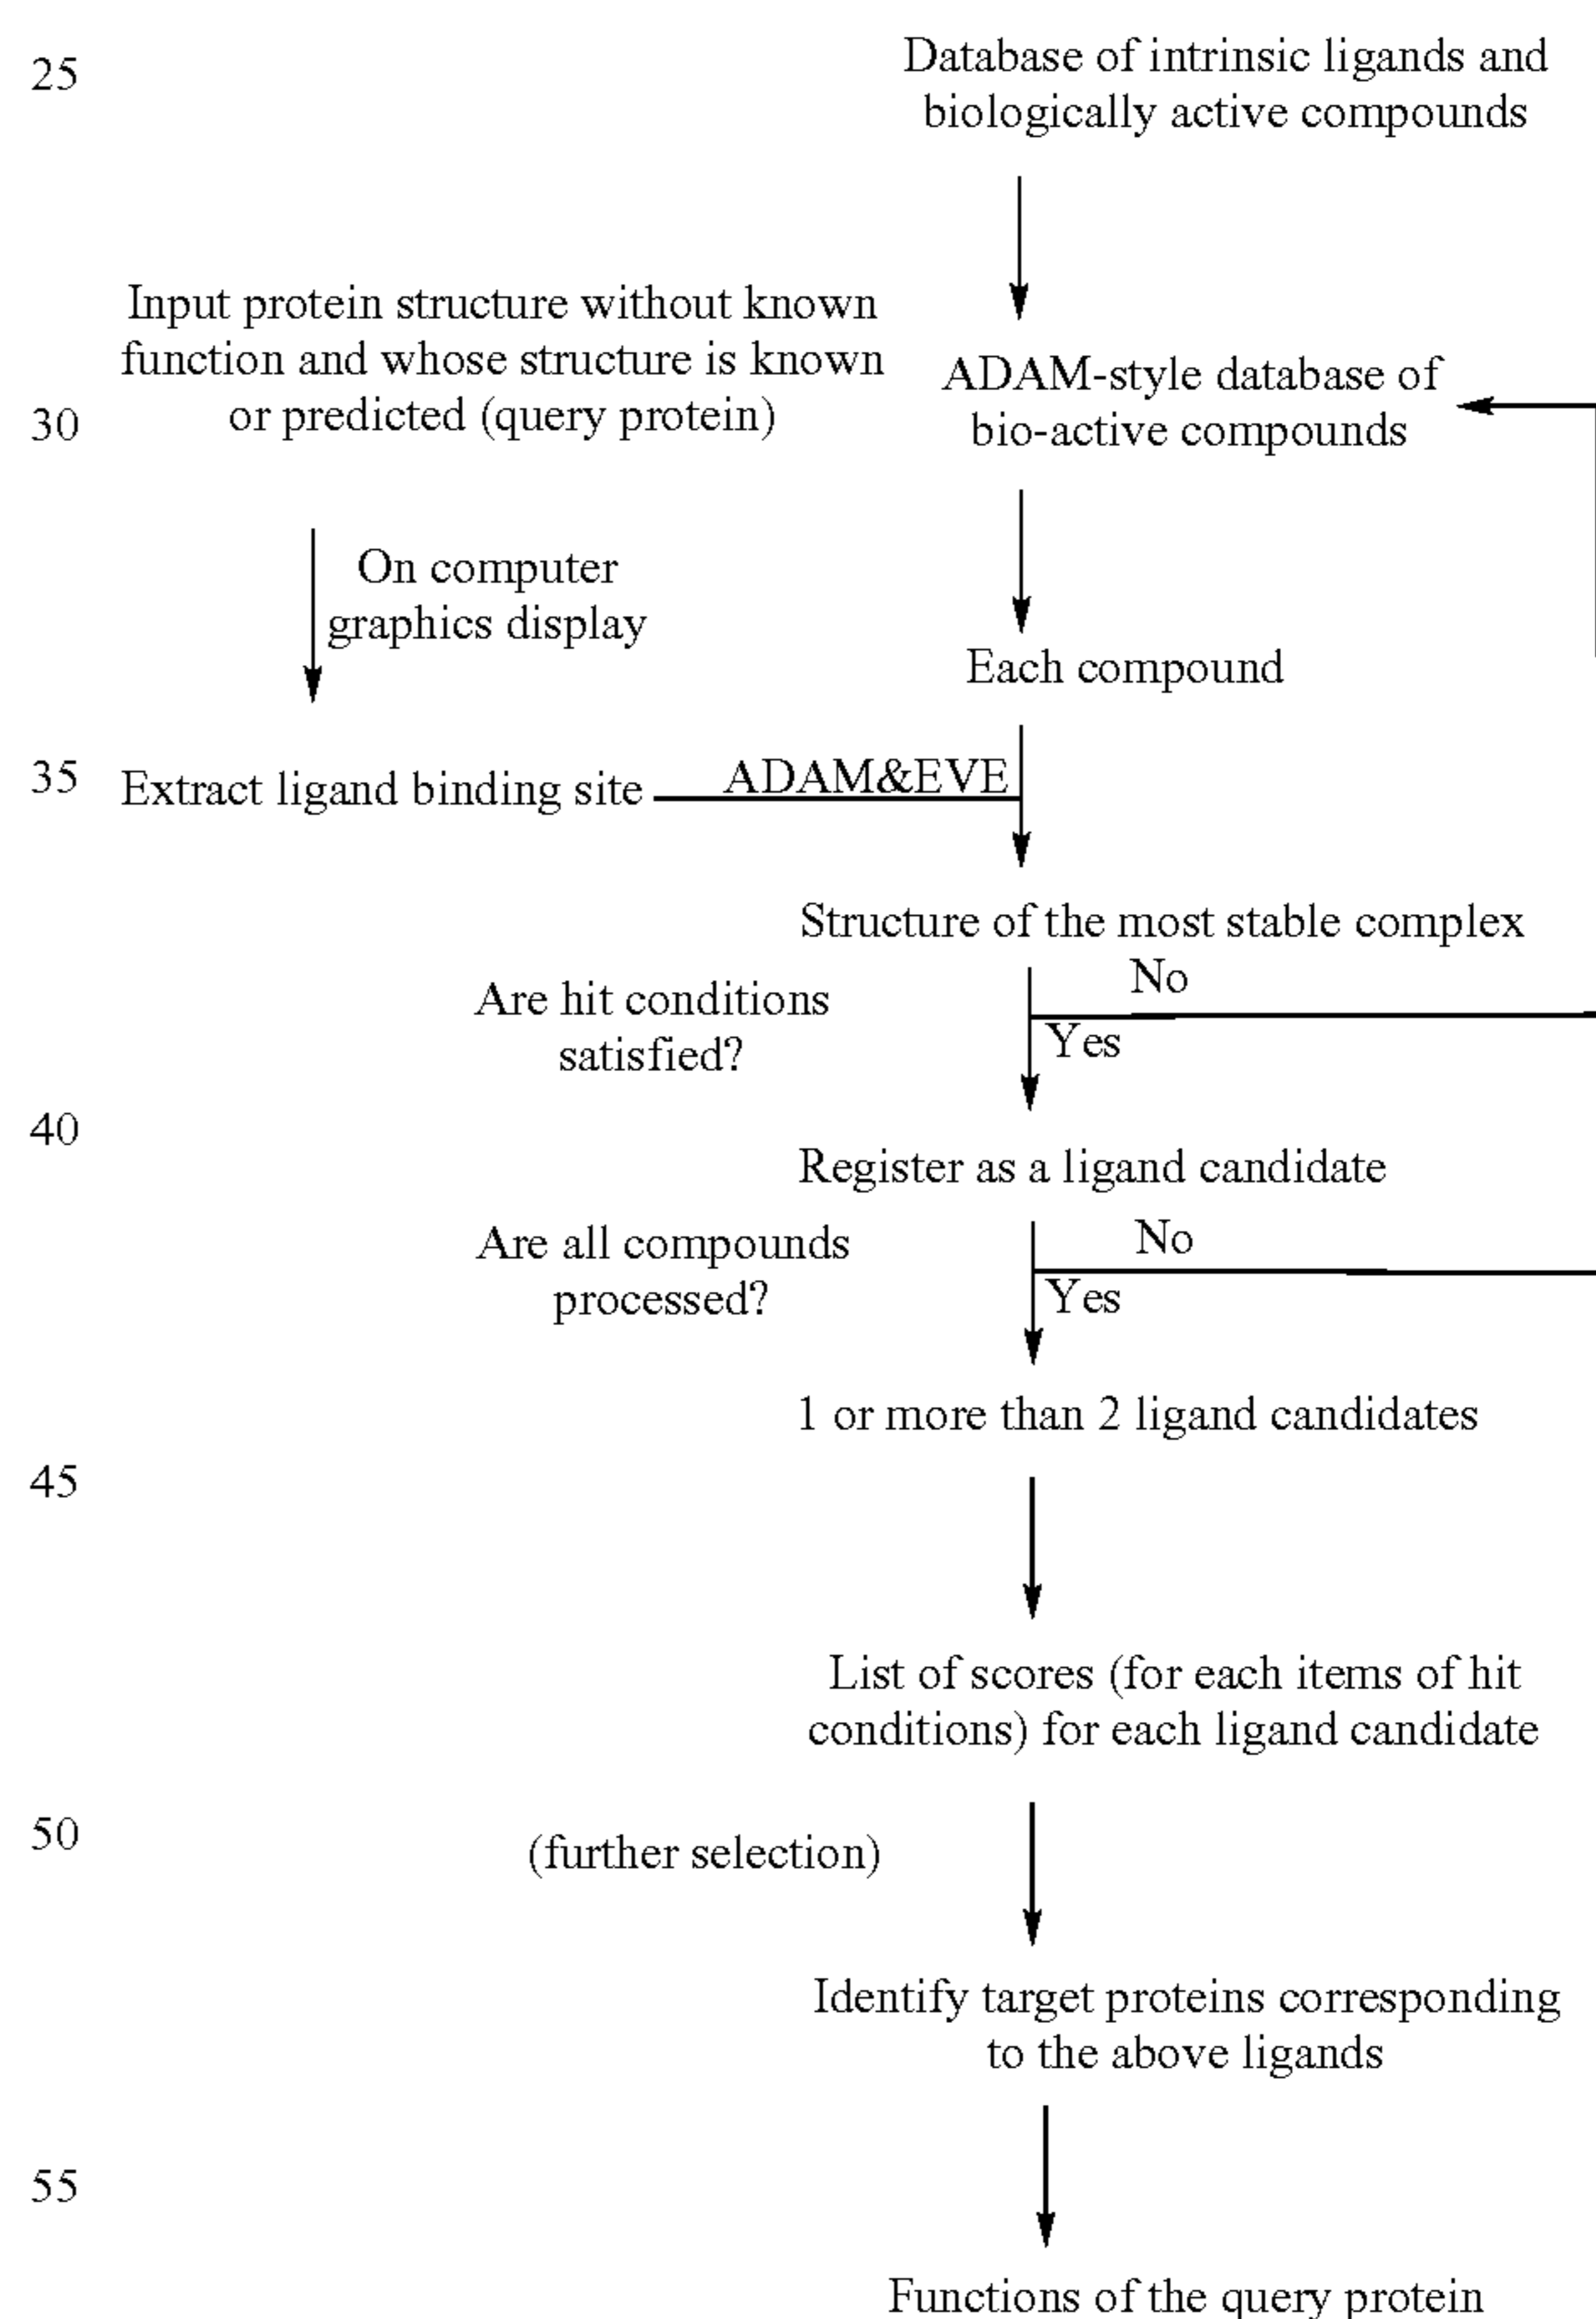 25
Database of intrinsic ligands and
biologically active compounds
Input protein structure without known
function and whose structure is known
or predicted (query protein)
30
ADAM-style database of
bio-active compounds
On computer
graphics display
Each compound
35
Extract ligand binding site
ADAM&EVE
Structure of the most stable complex
Are hit conditions
satisfied?
No
Yes
40
Register as a ligand candidate
Are all compounds
processed?
No
Yes
1 or more than 2 ligand candidates
45
List of scores (for each items of hit
conditions) for each ligand candidate
50
(further selection)
Identify target proteins corresponding
to the above ligands
55
Functions of the query protein